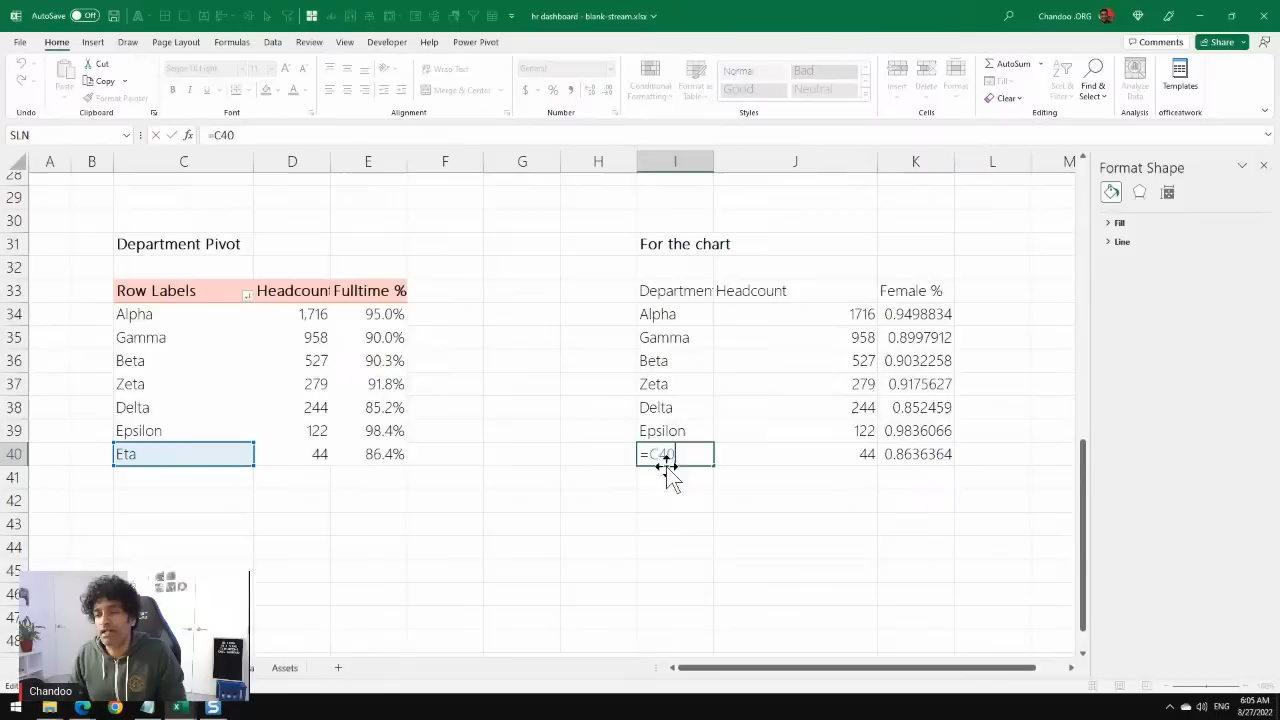 AutoSave Off hr dashboard - blank-stream.xlsx Chandoo .ORG
File Home Insert Draw Page Layout Formulas Data Review View Developer Help Power Pivot Comments Share
Cut Segoe UI Light 11 Wrap Text General Normal Bad AutoSum
Copy Fill
Paste Format Painter B I U Merge & Center $ % Conditional Formatting Format as Table Good Neutral Insert Delete Format Clear Sort & Filter Find & Select Analyse Data Templates
Undo Clipboard Font Alignment Number Styles Cells Editing Analysis officeatwork
SLN fx =C40
A B C D E F G H I J K L M
Format Shape
Fill
Line
28
29
30
31 Department Pivot For the chart
32
33 Row Labels Headcount Fulltime % Departmen Headcount Female %
34 Alpha 1,716 95.0% Alpha 1716 0.9498834
35 Gamma 958 90.0% Gamma 958 0.8997912
36 Beta 527 90.3% Beta 527 0.9032258
37 Zeta 279 91.8% Zeta 279 0.9175627
38 Delta 244 85.2% Delta 244 0.852459
39 Epsilon 122 98.4% Epsilon 122 0.9836066
40 Eta 44 86.4% =C40 44 0.8636364
41
42
43
44
45
46
47
48
Assets
Chandoo
ENG
6:05 AM
8/27/2022